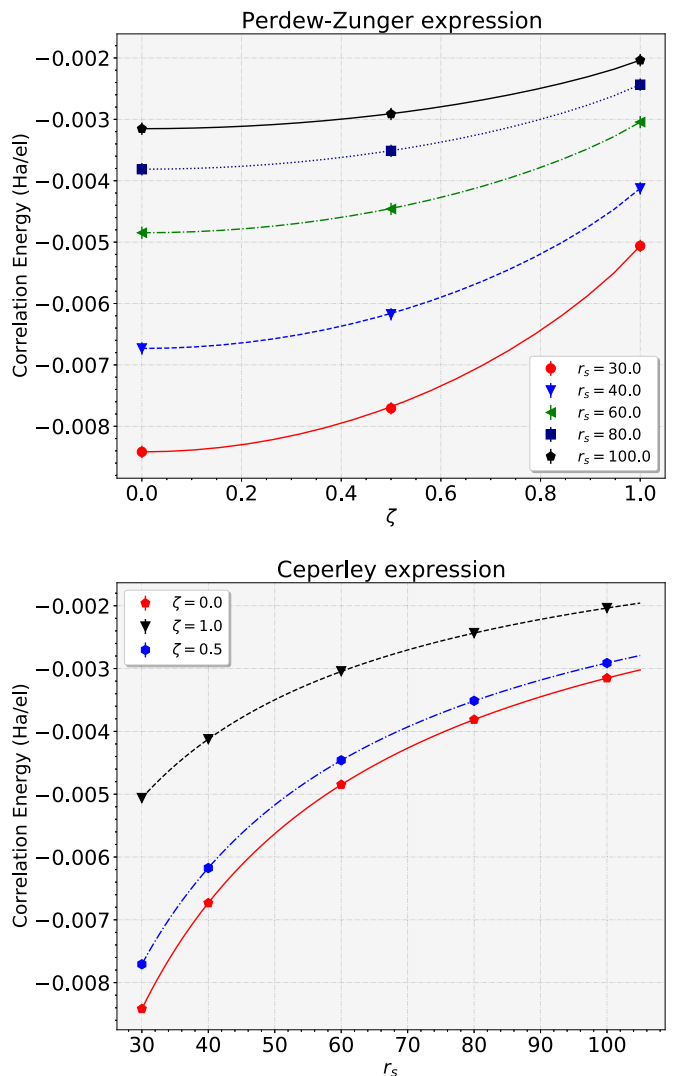 Perdew-Zunger expression
−0.002
−0.003
−0.004
−0.005
−0.006
−0.007
−0.008
Correlation Energy (Ha/el)
r_s = 30.0
r_s = 40.0
r_s = 60.0
r_s = 80.0
r_s = 100.0
0.0 0.2 0.4 0.6 0.8 1.0
ζ
Ceperley expression
ζ = 0.0
ζ = 1.0
ζ = 0.5
−0.002
−0.003
−0.004
−0.005
−0.006
−0.007
−0.008
Correlation Energy (Ha/el)
30 40 50 60 70 80 90 100
r_s